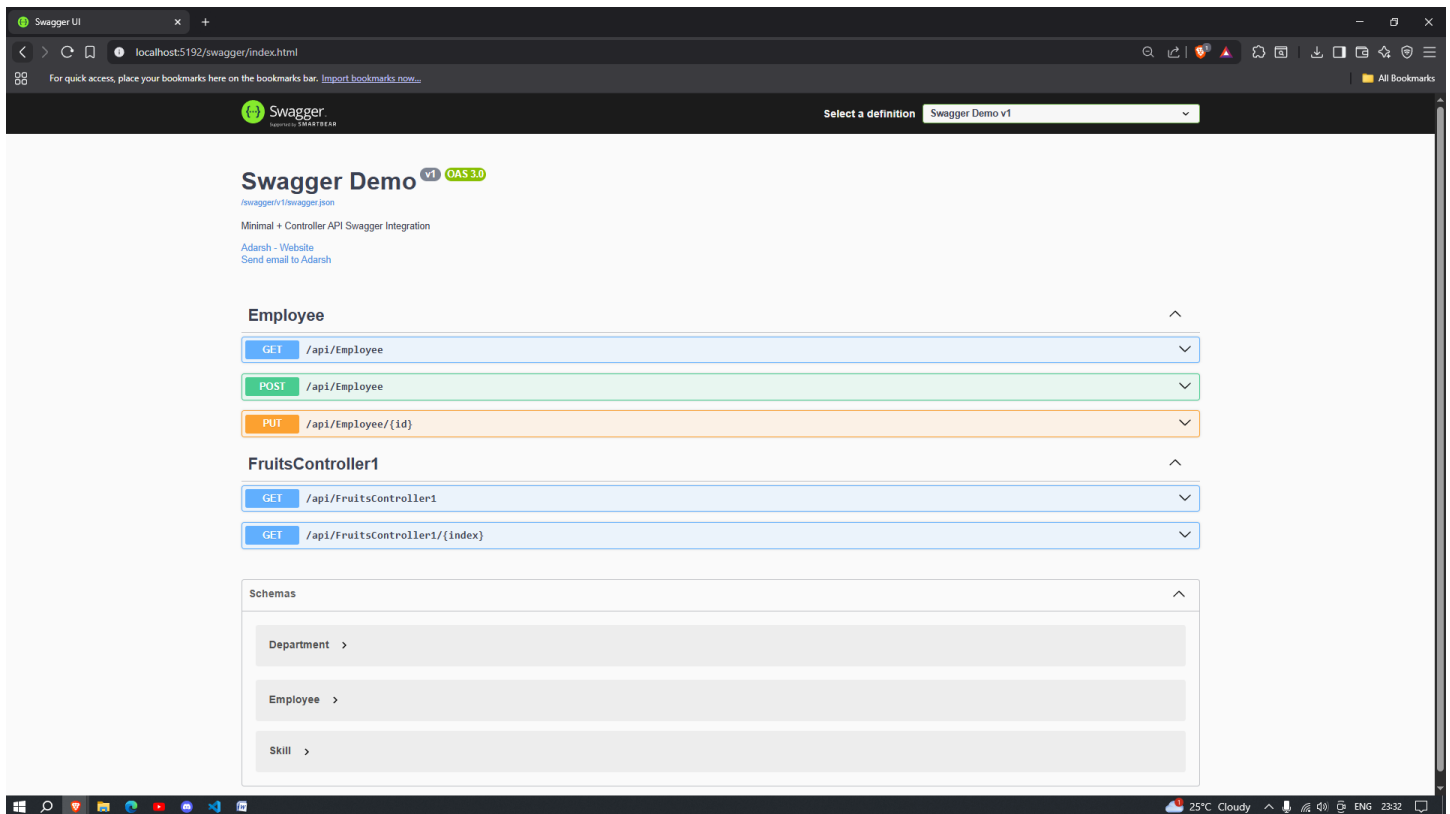 Swagger UI
localhost:5192/swagger/index.html
For quick access, place your bookmarks here on the bookmarks bar. Import bookmarks now...
All Bookmarks
Swagger.
Supported by SMARTBEAR
Select a definition
Swagger Demo v1
Swagger Demo v1 OAS 3.0
/swagger/v1/swagger.json
Minimal + Controller API Swagger Integration
Adarsh - Website
Send email to Adarsh
Employee
GET /api/Employee
POST /api/Employee
PUT /api/Employee/{id}
FruitsController1
GET /api/FruitsController1
GET /api/FruitsController1/{index}
Schemas
Department
Employee
Skill
25°C Cloudy
ENG
23:32